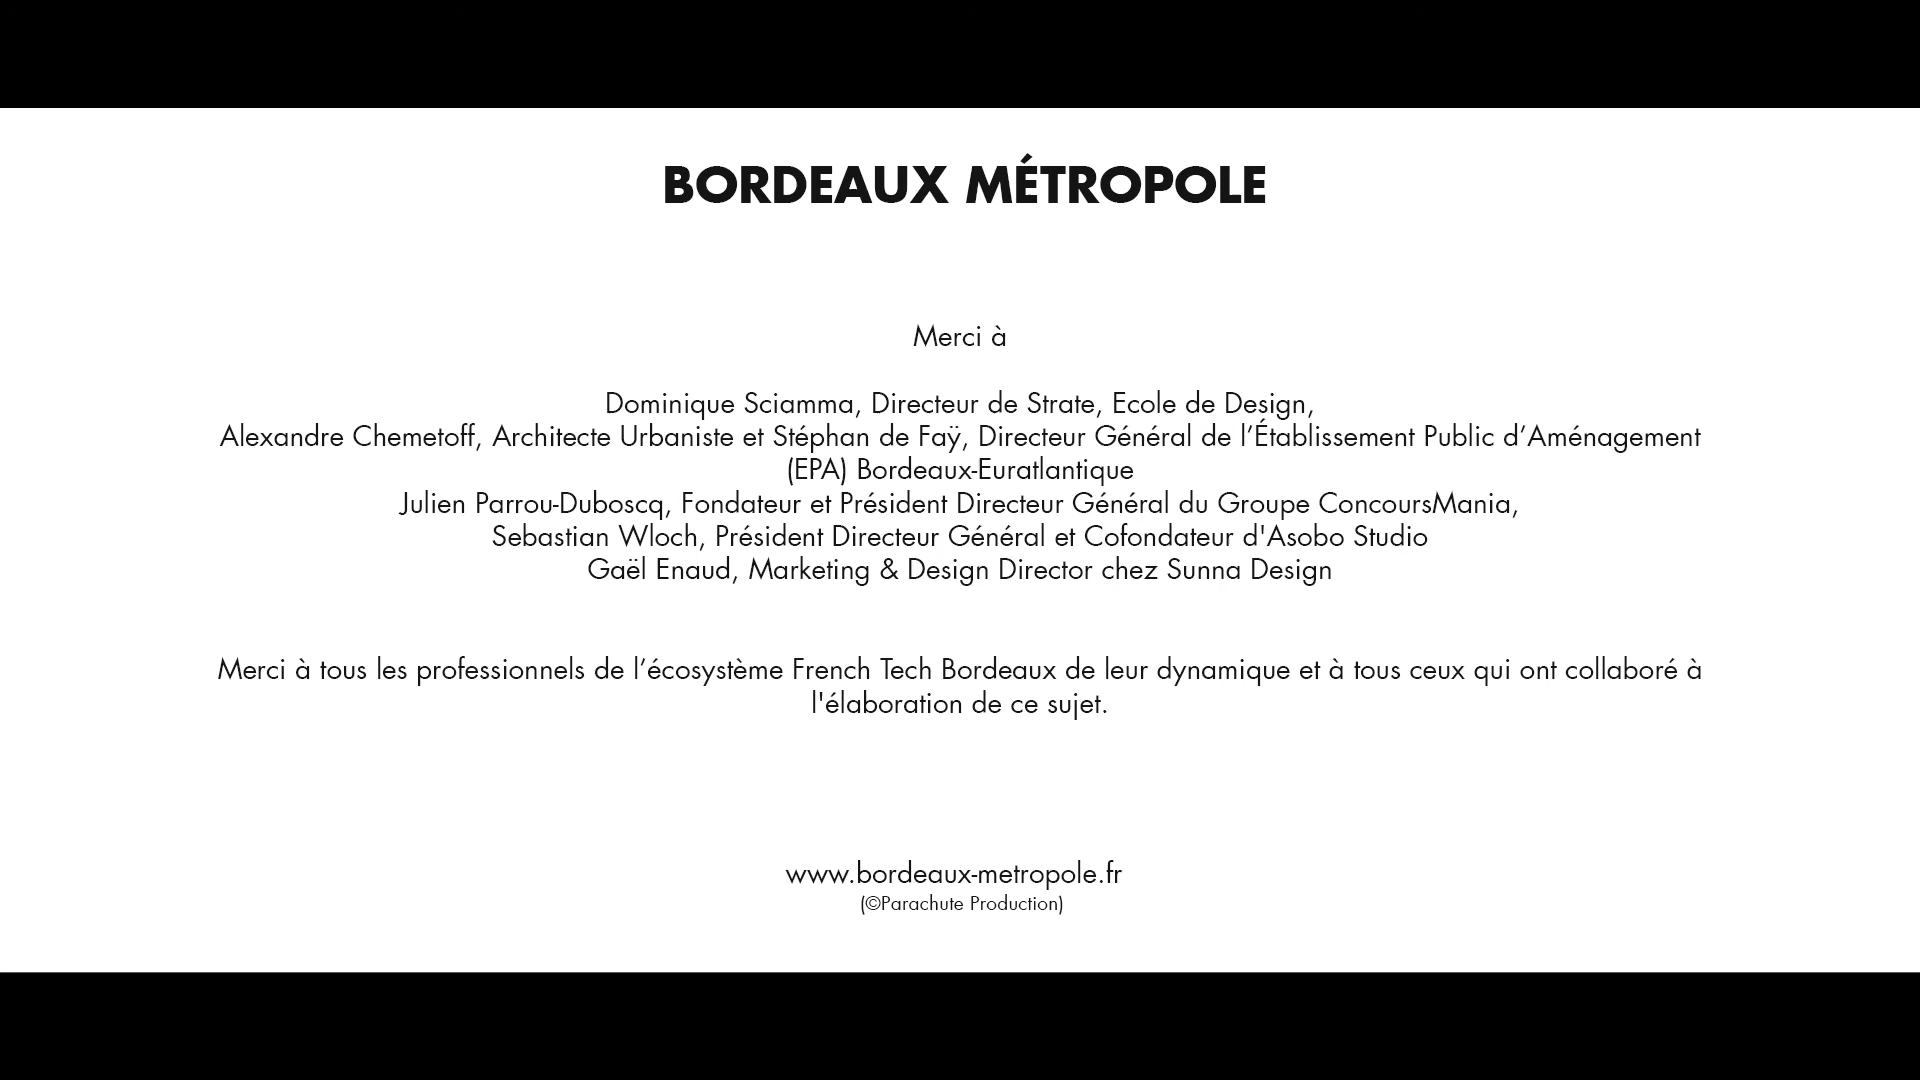 BORDEAUX MÉTROPOLE
Merci à
Dominique Sciamma, Directeur de Strate, Ecole de Design,
Alexandre Chemetoff, Architecte Urbaniste et Stéphan de Faÿ, Directeur Général de l’Établissement Public d’Aménagement
(EPA) Bordeaux-Euratlantique
Julien Parrou-Duboscq, Fondateur et Président Directeur Général du Groupe ConcoursMania,
Sebastian Wloch, Président Directeur Général et Cofondateur d'Asobo Studio
Gaël Enaud, Marketing & Design Director chez Sunna Design
Merci à tous les professionnels de l’écosystème French Tech Bordeaux de leur dynamique et à tous ceux qui ont collaboré à
l'élaboration de ce sujet.
www.bordeaux-metropole.fr
(©Parachute Production)